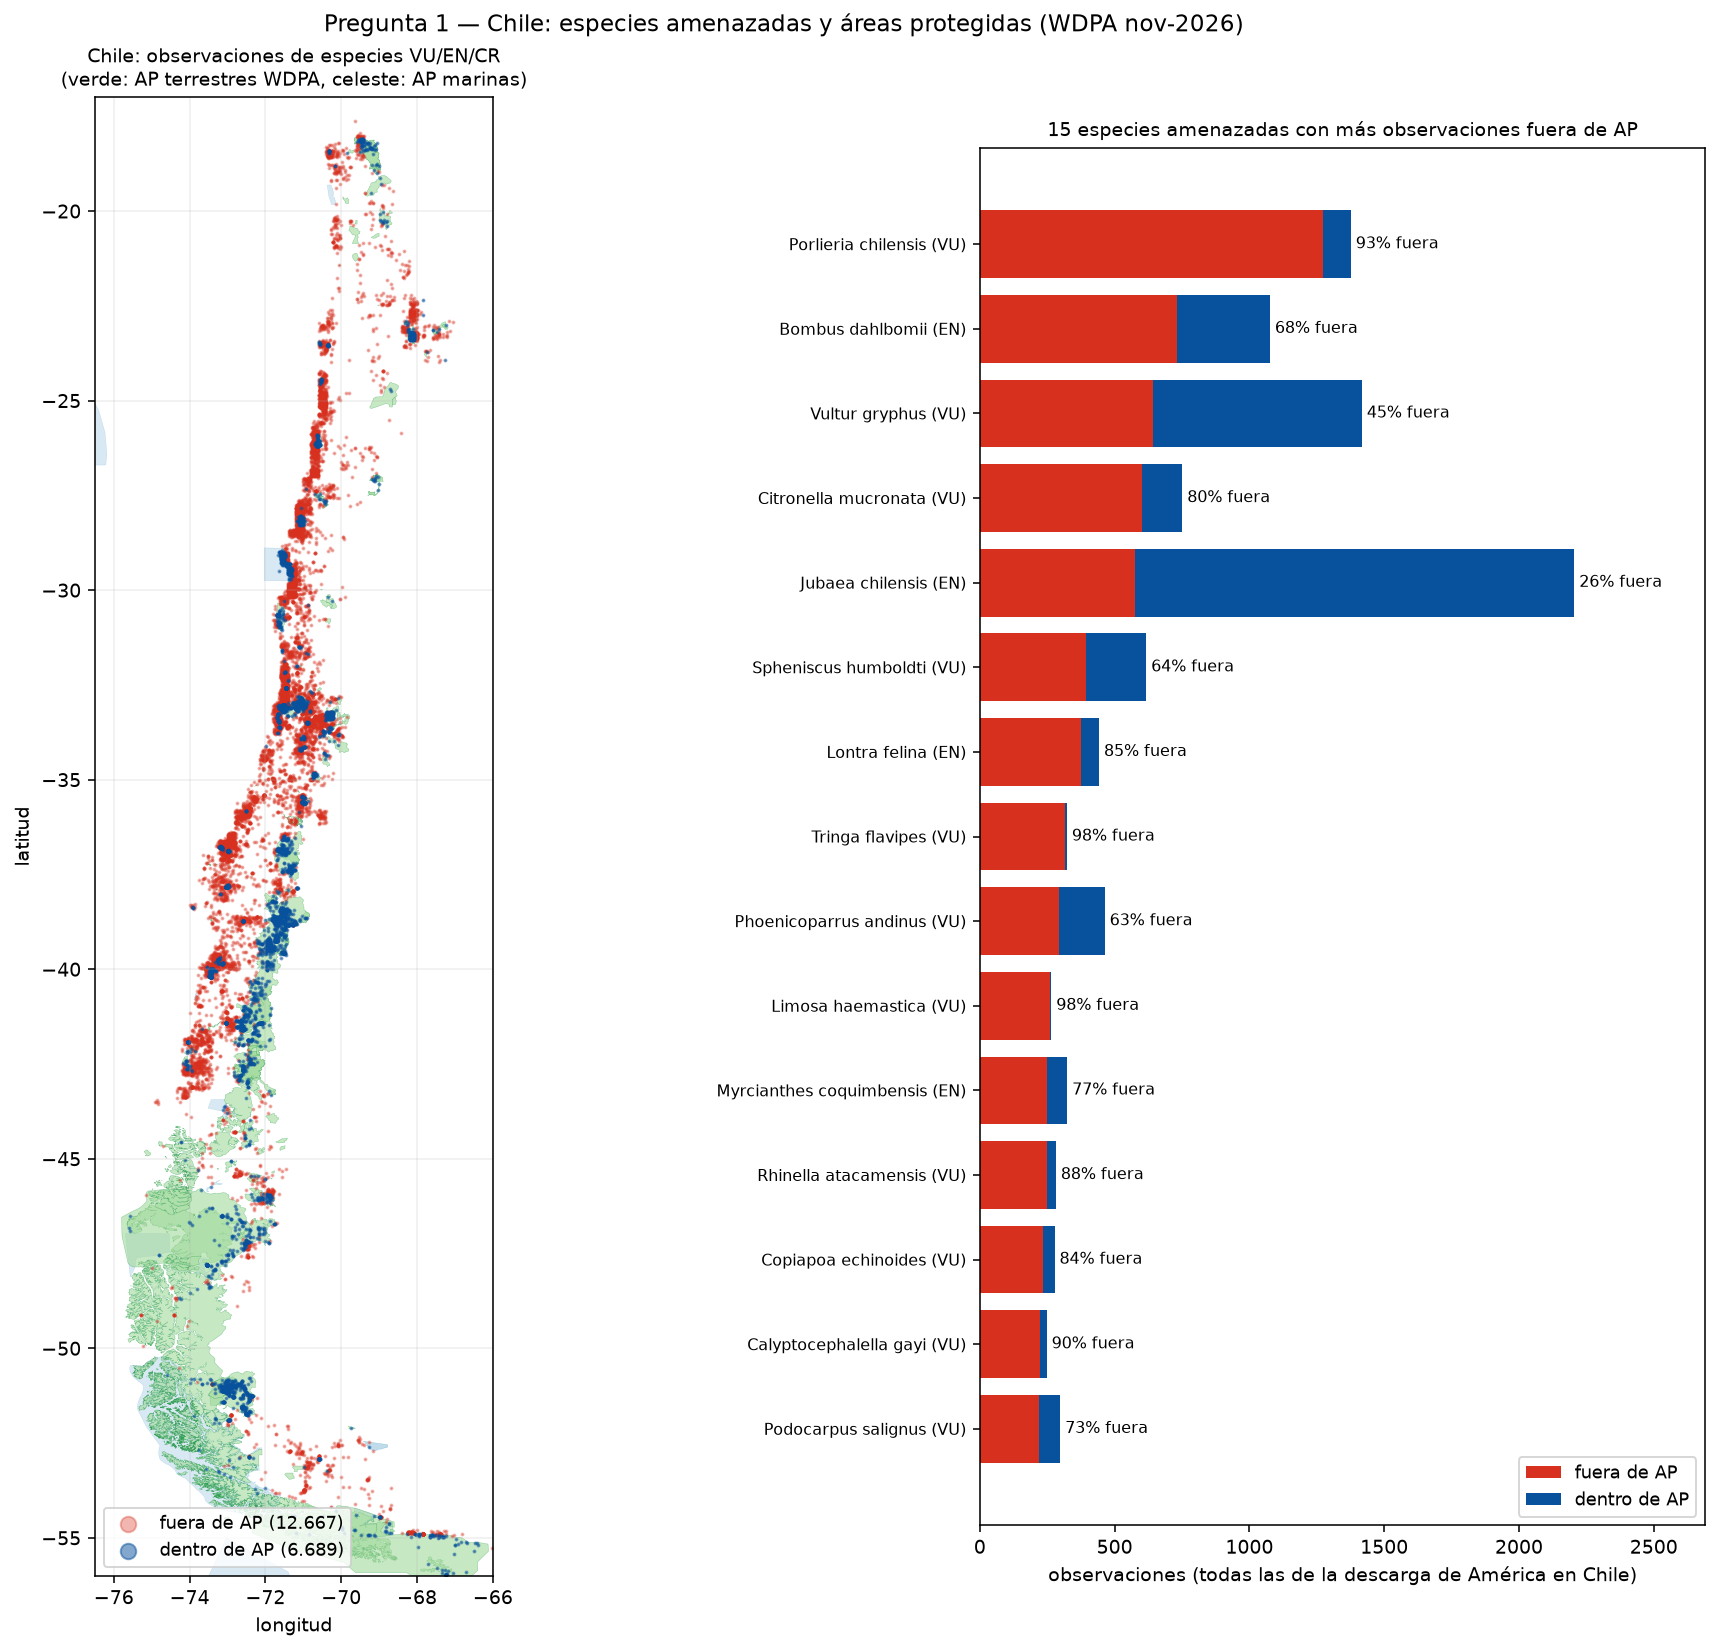 Pregunta 1 — Chile: especies amenazadas y áreas protegidas (WDPA nov-2026)
Chile: observaciones de especies VU/EN/CR
(verde: AP terrestres WDPA, celeste: AP marinas)
latitud
−20
−25
−30
−35
−40
−45
−50
−55
fuera de AP (12.667)
dentro de AP (6.689)
−76 −74 −72 −70 −68 −66
longitud
15 especies amenazadas con más observaciones fuera de AP
Porlieria chilensis (VU) 93% fuera
Bombus dahlbomii (EN) 68% fuera
Vultur gryphus (VU) 45% fuera
Citronella mucronata (VU) 80% fuera
Jubaea chilensis (EN) 26% fuera
Spheniscus humboldti (VU) 64% fuera
Lontra felina (EN) 85% fuera
Tringa flavipes (VU) 98% fuera
Phoenicoparrus andinus (VU) 63% fuera
Limosa haemastica (VU) 98% fuera
Myrcianthes coquimbensis (EN) 77% fuera
Rhinella atacamensis (VU) 88% fuera
Copiapoa echinoides (VU) 84% fuera
Calyptocephalella gayi (VU) 90% fuera
Podocarpus salignus (VU) 73% fuera
fuera de AP
dentro de AP
0 500 1000 1500 2000 2500
observaciones (todas las de la descarga de América en Chile)